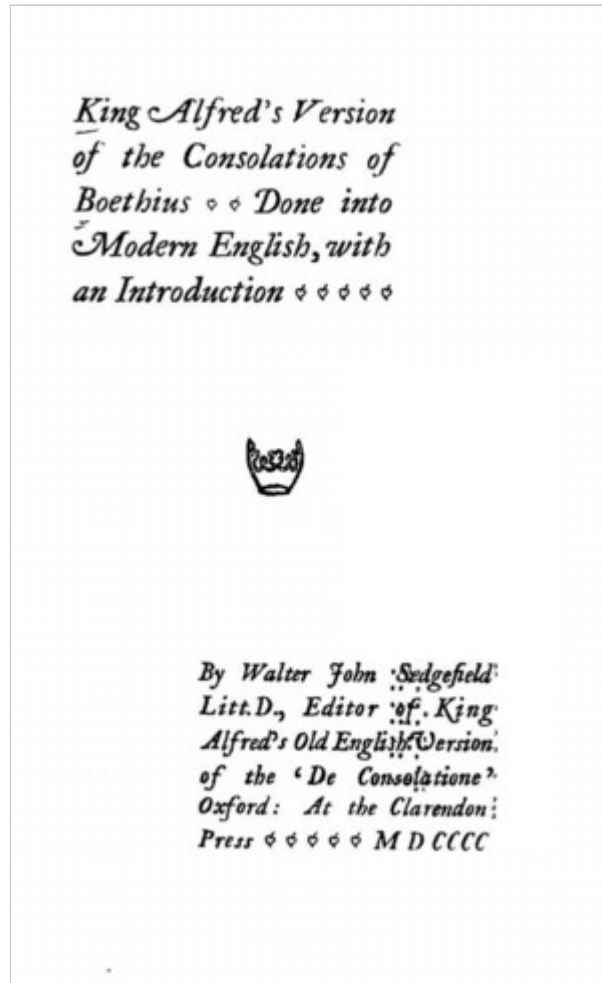 King Alfred's Version
of the Consolations of
Boethius Done into
Modern English, with
an Introduction
By Walter John Sedgefield
Litt.D., Editor of King
Alfred's Old English Version
of the 'De Consolatione'
Oxford: At the Clarendon
Press M D CCCC